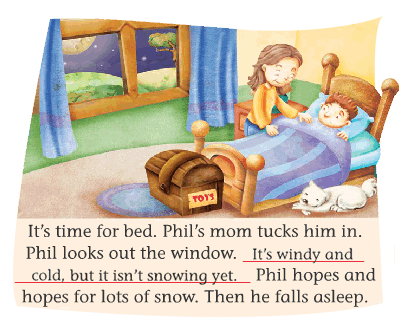 TOYS
It's time for bed. Phil's mom tucks him in.
Phil looks out the window. It's windy and
cold, but it isn't snowing yet. Phil hopes and
hopes for lots of snow. Then he falls asleep.